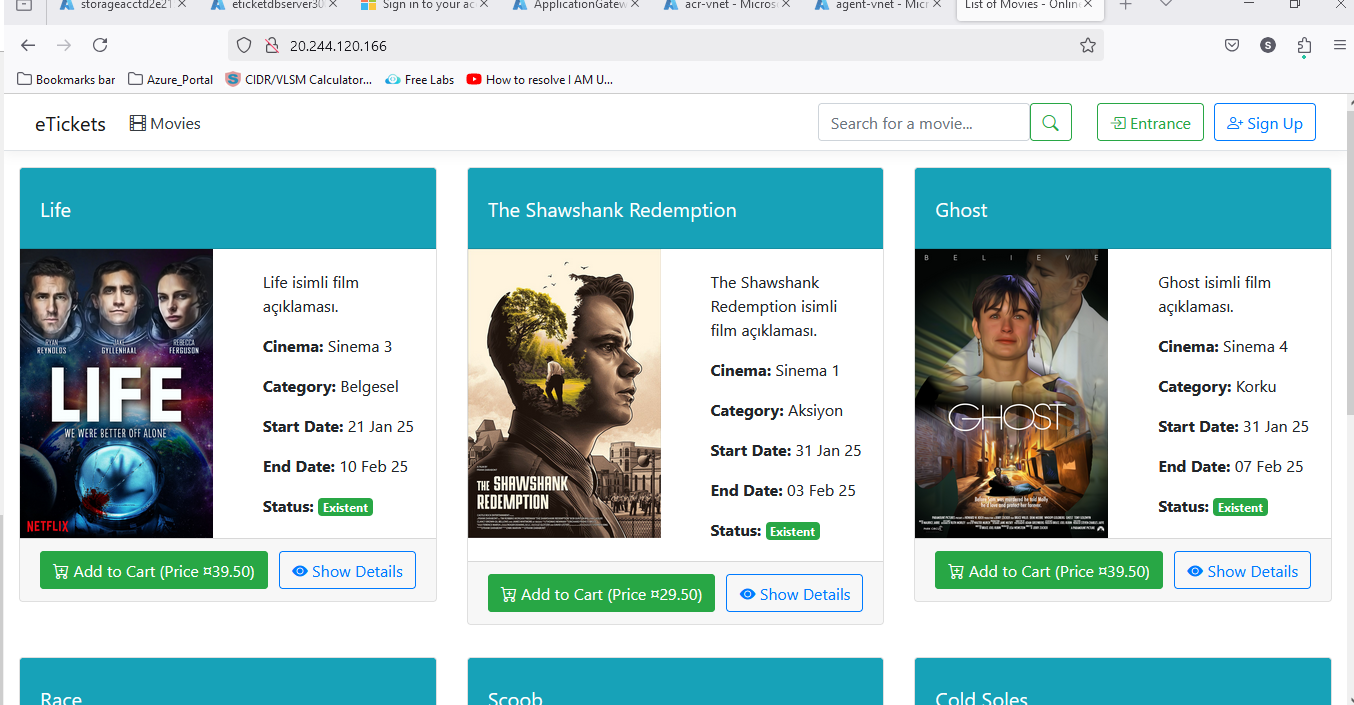 storageacctd2e21
eticketdbserver30
Sign in to your ac
ApplicationGatew
acr-vnet - Micros
agent-vnet - Micr
List of Movies - Onlin
20.244.120.166
S
Bookmarks bar
Azure_Portal
CIDR/VLSM Calculator...
Free Labs
How to resolve I AM U...
eTickets
Movies
Search for a movie...
Entrance
Sign Up
Life
RYAN REYNOLDS
JAKE GYLLENHAAL
REBECCA FERGUSON
LIFE
WE WERE BETTER OFF ALONE
NETFLIX
Life isimli film
açıklaması.
Cinema: Sinema 3
Category: Belgesel
Start Date: 21 Jan 25
End Date: 10 Feb 25
Status: Existent
Add to Cart (Price ¤39.50)
Show Details
The Shawshank Redemption
THE SHAWSHANK
REDEMPTION
The Shawshank
Redemption isimli
film açıklaması.
Cinema: Sinema 1
Category: Aksiyon
Start Date: 31 Jan 25
End Date: 03 Feb 25
Status: Existent
Add to Cart (Price ¤29.50)
Show Details
Ghost
BELIEVE
GHOST
Ghost isimli film
açıklaması.
Cinema: Sinema 4
Category: Korku
Start Date: 31 Jan 25
End Date: 07 Feb 25
Status: Existent
Add to Cart (Price ¤39.50)
Show Details
Race
Scoob
Cold Soles